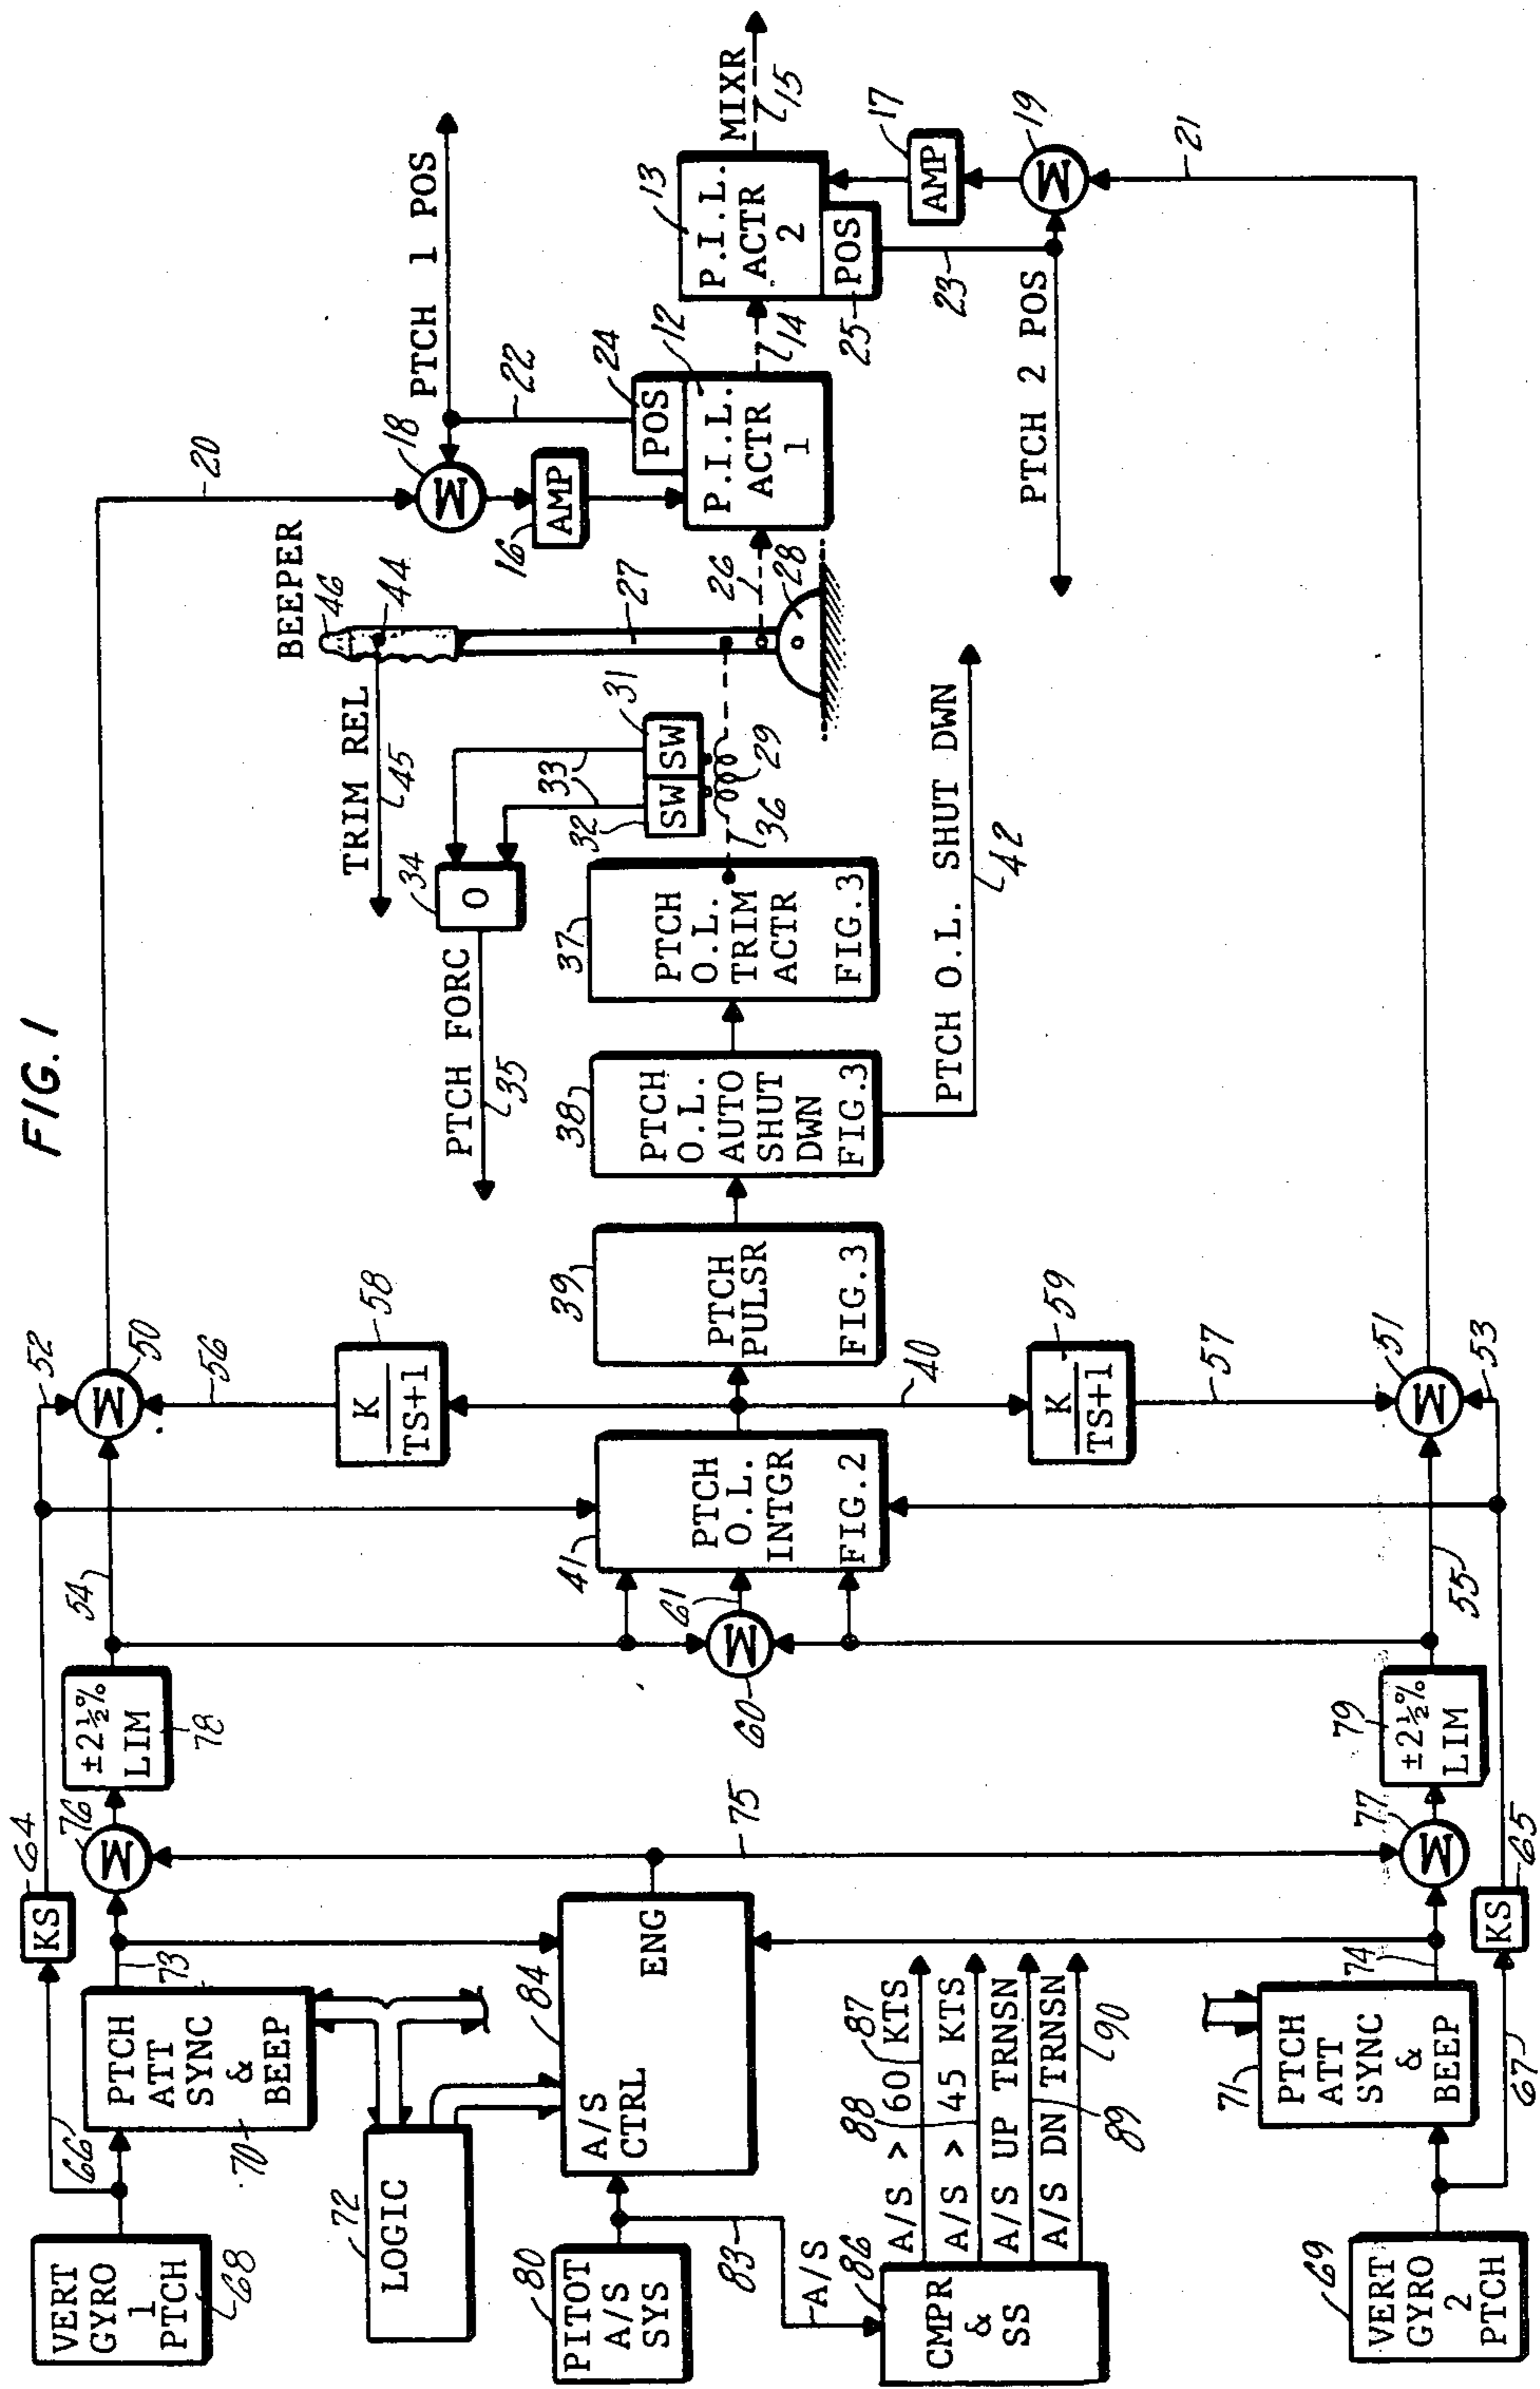 FIG. 1
VERT
GYRO
1
PTCH
68
66
KS
64
PTCH
ATT
SYNC
&
BEEP
70
73
76
±2½%
LIM
78
54
52
50
56
K
TS+1
58
20
LOGIC
72
PITOT
A/S
SYS
80
83
A/S
A/S
CTRL
ENG
84
75
CMPR
&
SS
86
A/S > 60 KTS
87
A/S > 45 KTS
88
A/S UP TRNSN
89
A/S DN TRNSN
90
60
61
PTCH
O.L.
INTGR
FIG.2
41
40
PTCH
PULSR
FIG.3
39
PTCH
O.L.
AUTO
SHUT
DWN
FIG.3
38
PTCH O.L. SHUT DWN
42
PTCH
O.L.
TRIM
ACTR
FIG.3
37
36
29
SW
32
SW
31
33
O
34
PTCH FORC
35
TRIM REL
45
BEEPER
46
44
27
26
28
18
AMP
16
P.I.L.
ACTR
1
12
POS
24
22
PTCH 1 POS
14
P.I.L.
ACTR
2
13
POS
25
MIXR
15
AMP
17
19
23
21
PTCH 2 POS
VERT
GYRO
2
PTCH
69
67
KS
65
PTCH
ATT
SYNC
&
BEEP
71
74
77
±2½%
LIM
79
55
53
51
57
K
TS+1
59
M
M
M
M
M
M
M